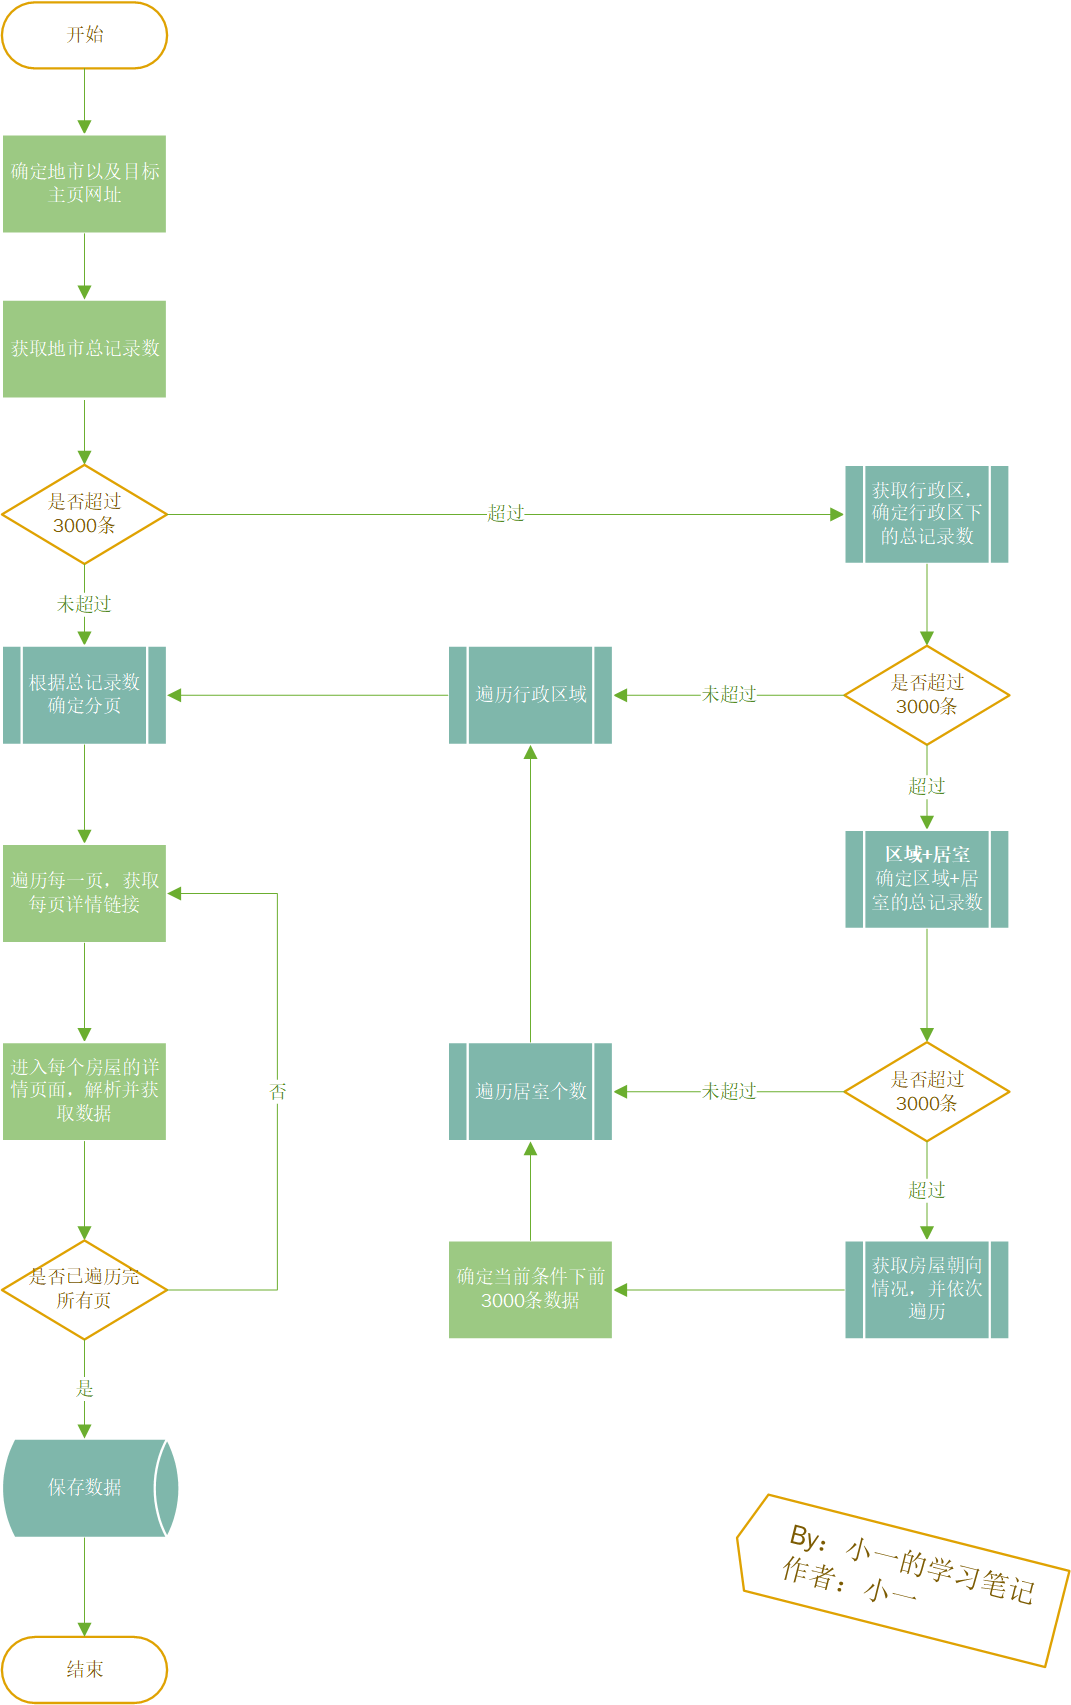 开始
确定地市以及目标
主页网址
获取地市总记录数
是否超过
3000条
超过
获取行政区，
确定行政区下
的总记录数
未超过
根据总记录数
确定分页
遍历行政区域
未超过
是否超过
3000条
超过
区域+居室
确定区域+居
室的总记录数
遍历每一页，获取
每页详情链接
进入每个房屋的详
情页面，解析并获
取数据
否
遍历居室个数
未超过
是否超过
3000条
超过
是否已遍历完
所有页
确定当前条件下前
3000条数据
获取房屋朝向
情况，并依次
遍历
是
保存数据
By：小一的学习笔记
作者：小一
结束